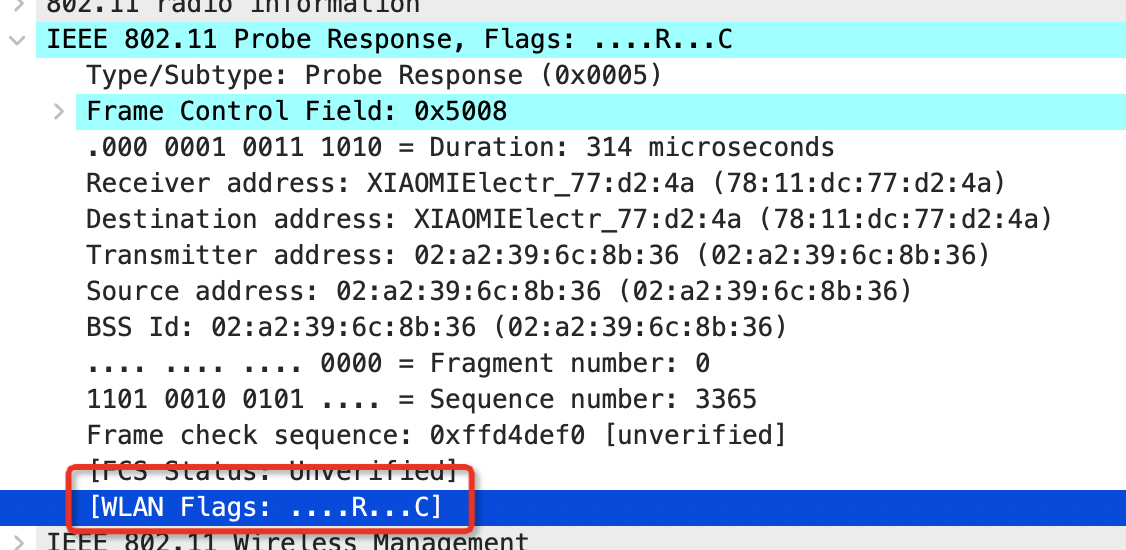 802.11 radio information
IEEE 802.11 Probe Response, Flags: ....R...C
Type/Subtype: Probe Response (0x0005)
Frame Control Field: 0x5008
.000 0001 0011 1010 = Duration: 314 microseconds
Receiver address: XIAOMIElectr_77:d2:4a (78:11:dc:77:d2:4a)
Destination address: XIAOMIElectr_77:d2:4a (78:11:dc:77:d2:4a)
Transmitter address: 02:a2:39:6c:8b:36 (02:a2:39:6c:8b:36)
Source address: 02:a2:39:6c:8b:36 (02:a2:39:6c:8b:36)
BSS Id: 02:a2:39:6c:8b:36 (02:a2:39:6c:8b:36)
.... .... .... 0000 = Fragment number: 0
1101 0010 0101 .... = Sequence number: 3365
Frame check sequence: 0xffd4def0 [unverified]
[FCS Status: Unverified]
[WLAN Flags: ....R...C]
IEEE 802.11 Wireless Management